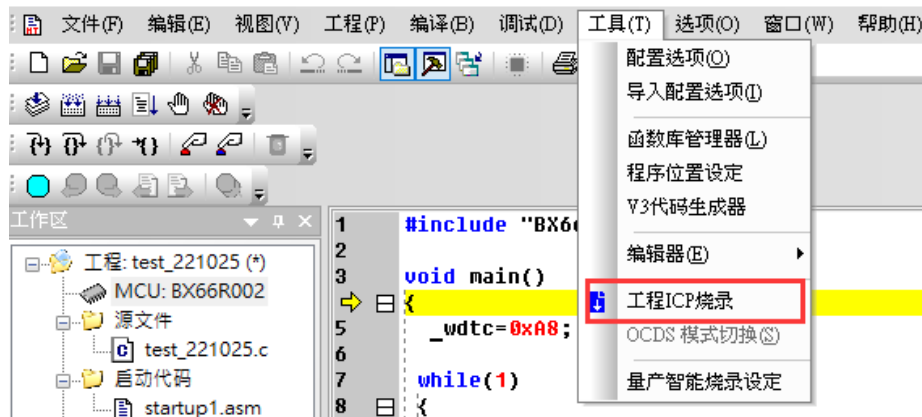 文件(F) 编辑(E) 视图(V) 工程(P) 编译(B) 调试(D) 工具(T) 选项(O) 窗口(W) 帮助(H)
配置选项(O)
导入配置选项(I)
函数库管理器(L)
程序位置设定
V3代码生成器
编辑器(E)
工程ICP烧录
OCDS 模式切换(S)
量产智能烧录设定
工作区
工程: test_221025 (*)
MCU: BX66R002
源文件
test_221025.c
启动代码
startup1.asm
1 #include "BX6
2
3 void main()
{
5 _wdtc=0xA8;
6
7 while(1)
8 {